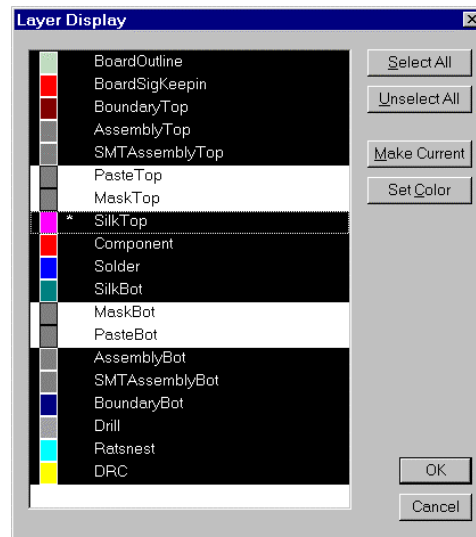 Layer Display
BoardOutline
BoardSigKeepin
BoundaryTop
AssemblyTop
SMTAssemblyTop
PasteTop
MaskTop
* SilkTop
Component
Solder
SilkBot
MaskBot
PasteBot
AssemblyBot
SMTAssemblyBot
BoundaryBot
Drill
Ratsnest
DRC
Select All
Unselect All
Make Current
Set Color
OK
Cancel